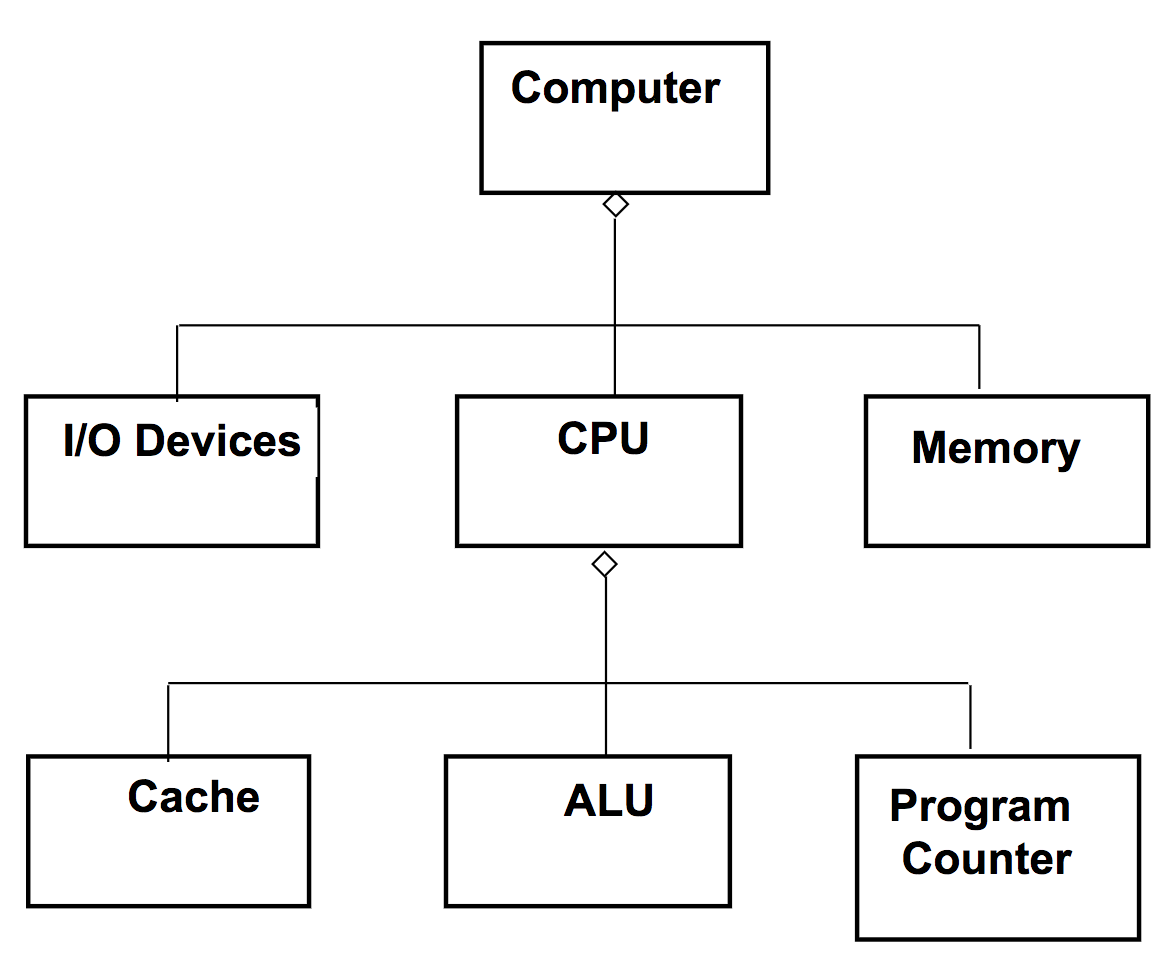 Computer
I/O Devices
CPU
Memory
Cache
ALU
Program
Counter